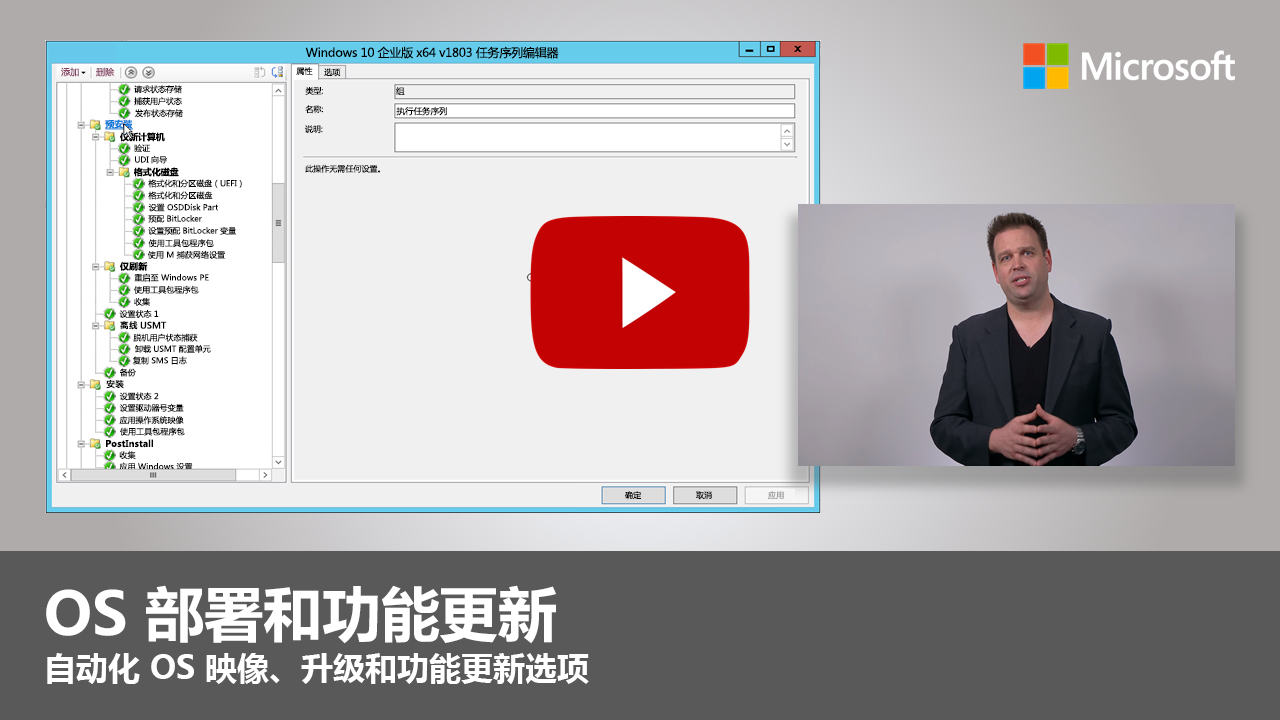 Windows 10 企业版 x64 v1803 任务序列编辑器
添加 删除
请求状态存储
捕获用户状态
发布状态存储
预安装
仅新计算机
验证
UDI 向导
格式化磁盘
格式化和分区磁盘 ( UEFI )
格式化和分区磁盘
设置 OSDDisk Part
预配 BitLocker
设置预配 BitLocker 变量
使用工具包程序包
使用 M 捕获网络设置
仅刷新
重启至 Windows PE
使用工具包程序包
收集
设置状态 1
离线 USMT
脱机用户状态捕获
卸载 USMT 配置单元
复制 SMS 日志
备份
安装
设置状态 2
设置驱动器号变量
应用操作系统映像
使用工具包程序包
PostInstall
收集
应用 Windows 设置
属性 选项
类型: 组
名称: 执行任务序列
说明:
此操作无需任何设置。
确定 取消 应用
Microsoft
OS 部署和功能更新
自动化 OS 映像、升级和功能更新选项